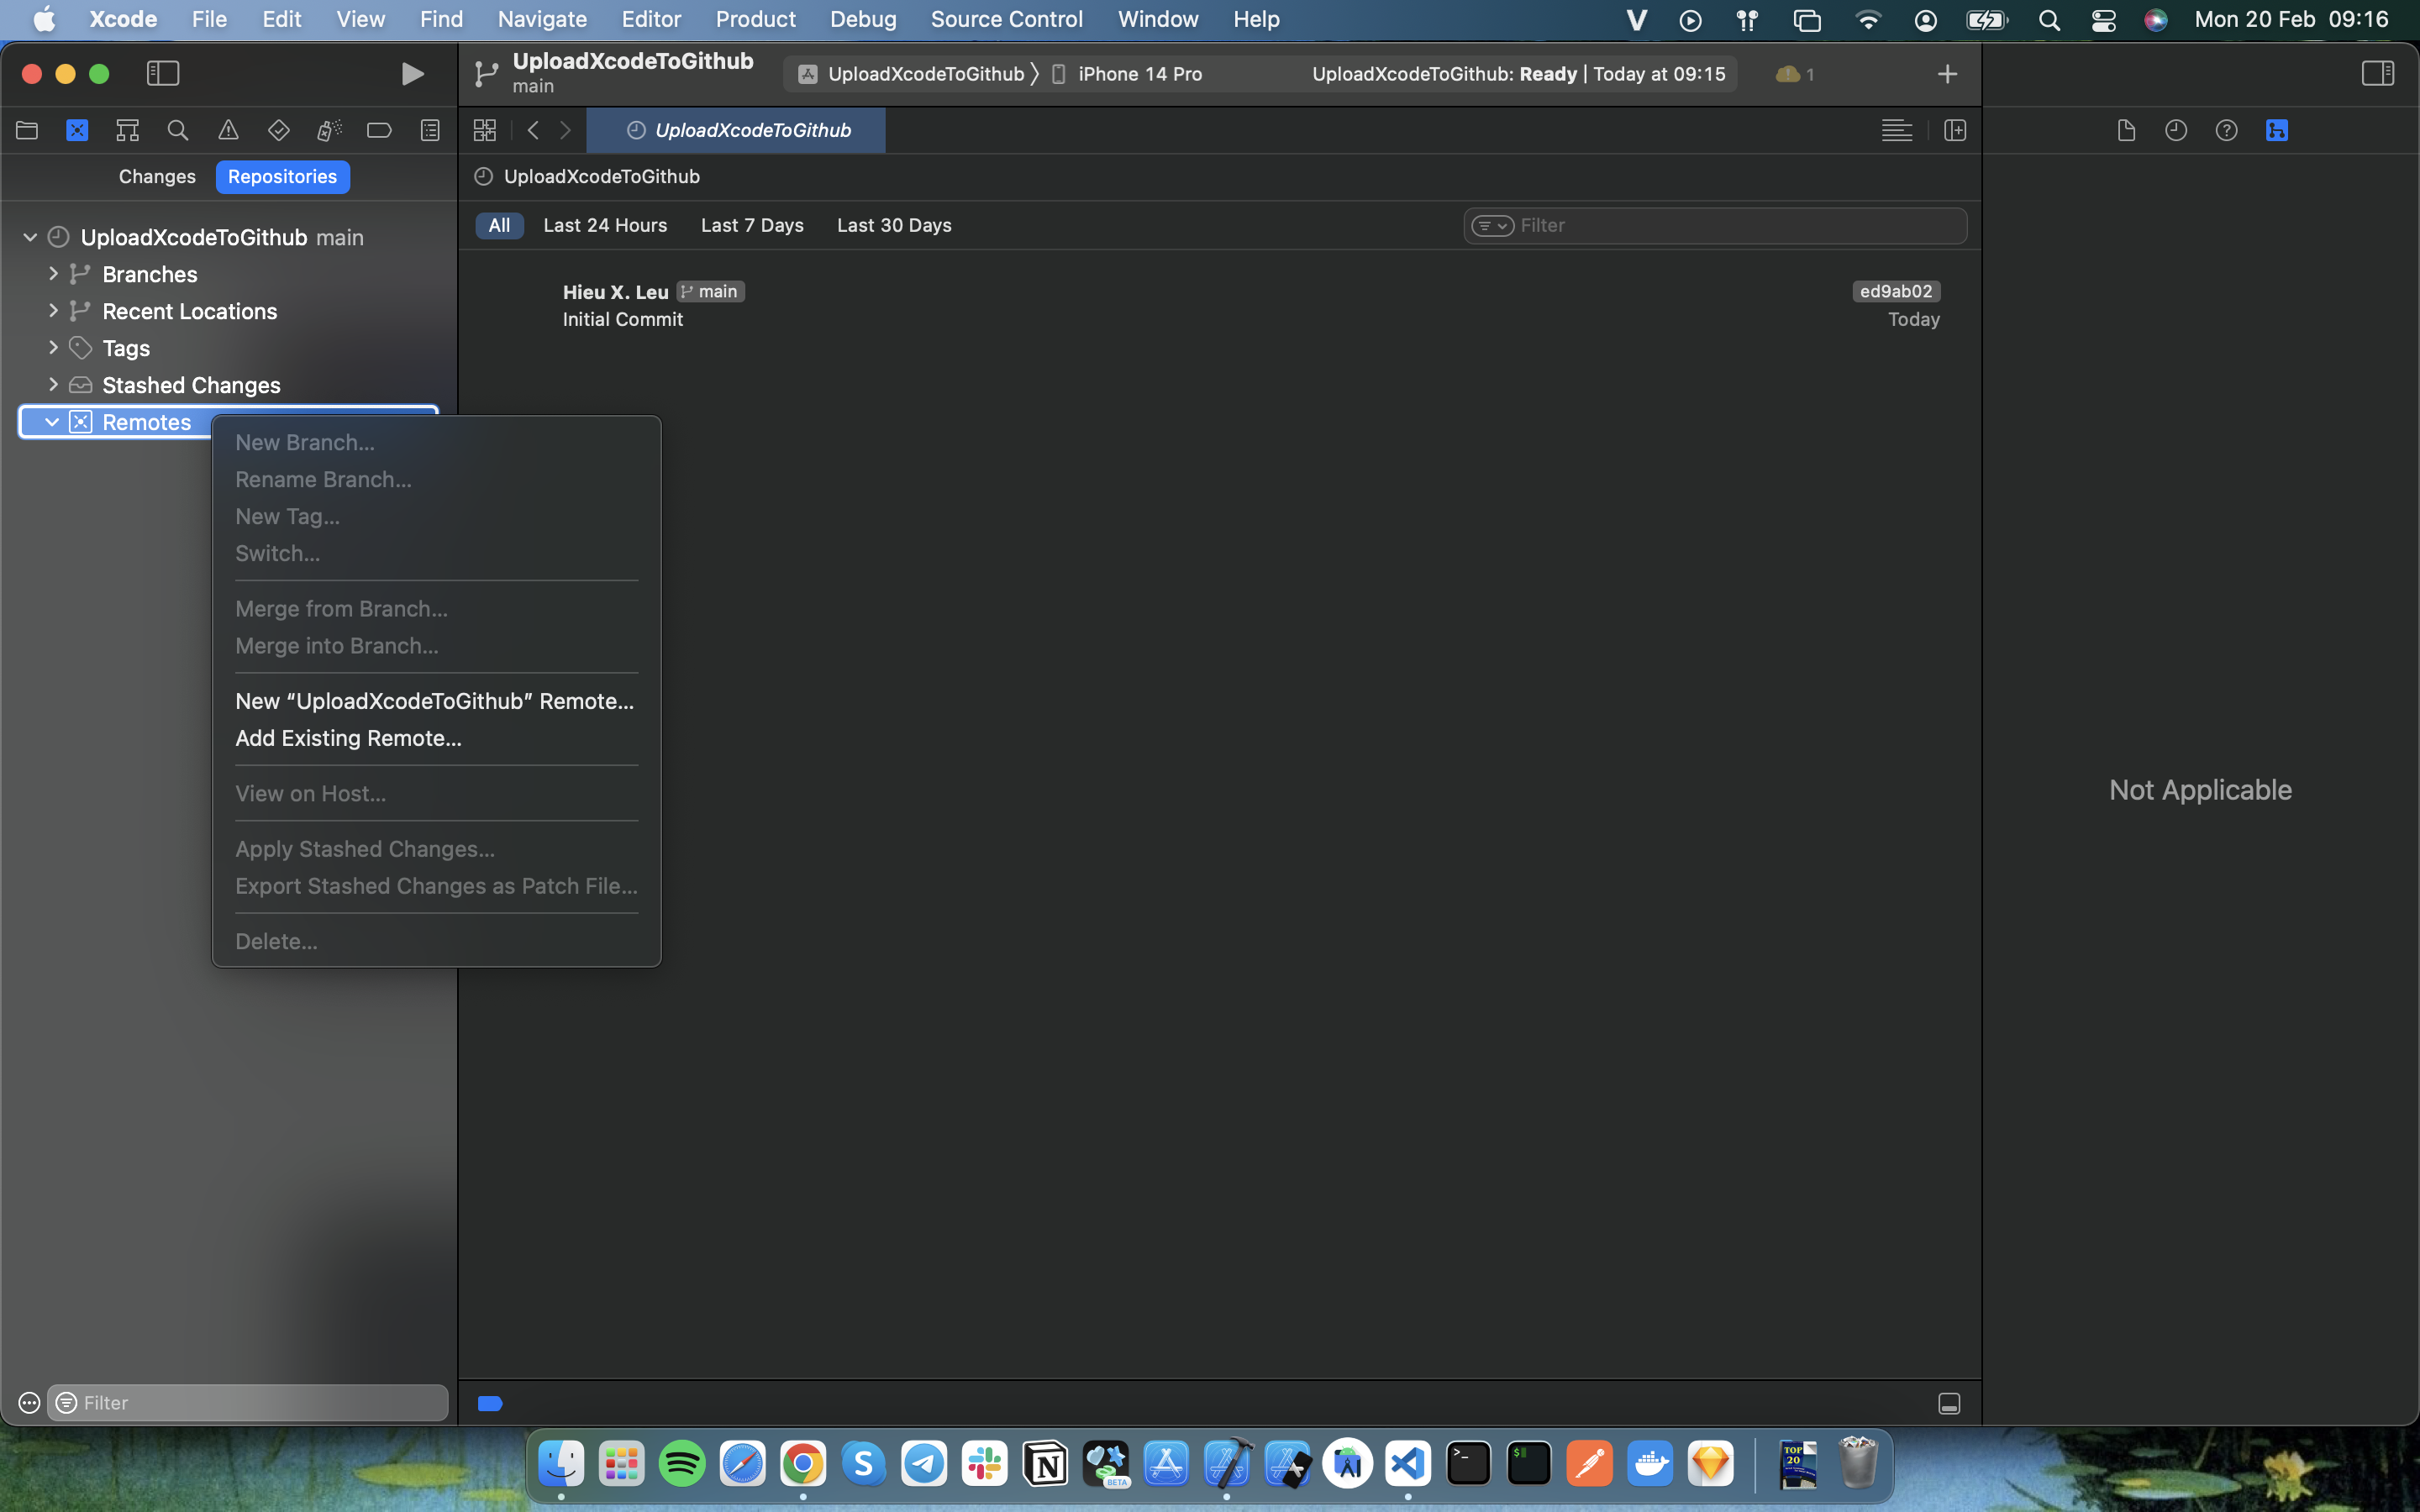 Xcode File Edit View Find Navigate Editor Product Debug Source Control Window Help Mon 20 Feb 09:16
UploadXcodeToGithub
main
UploadXcodeToGithub iPhone 14 Pro UploadXcodeToGithub: Ready | Today at 09:15 1
UploadXcodeToGithub
Changes Repositories
UploadXcodeToGithub
All Last 24 Hours Last 7 Days Last 30 Days Filter
UploadXcodeToGithub main
Branches
Recent Locations
Tags
Stashed Changes
Remotes
Hieu X. Leu main ed9ab02
Initial Commit Today
New Branch...
Rename Branch...
New Tag...
Switch...
Merge from Branch...
Merge into Branch...
New “UploadXcodeToGithub” Remote...
Add Existing Remote...
View on Host...
Apply Stashed Changes...
Export Stashed Changes as Patch File...
Delete...
Not Applicable
Filter
BETA
TOP
20